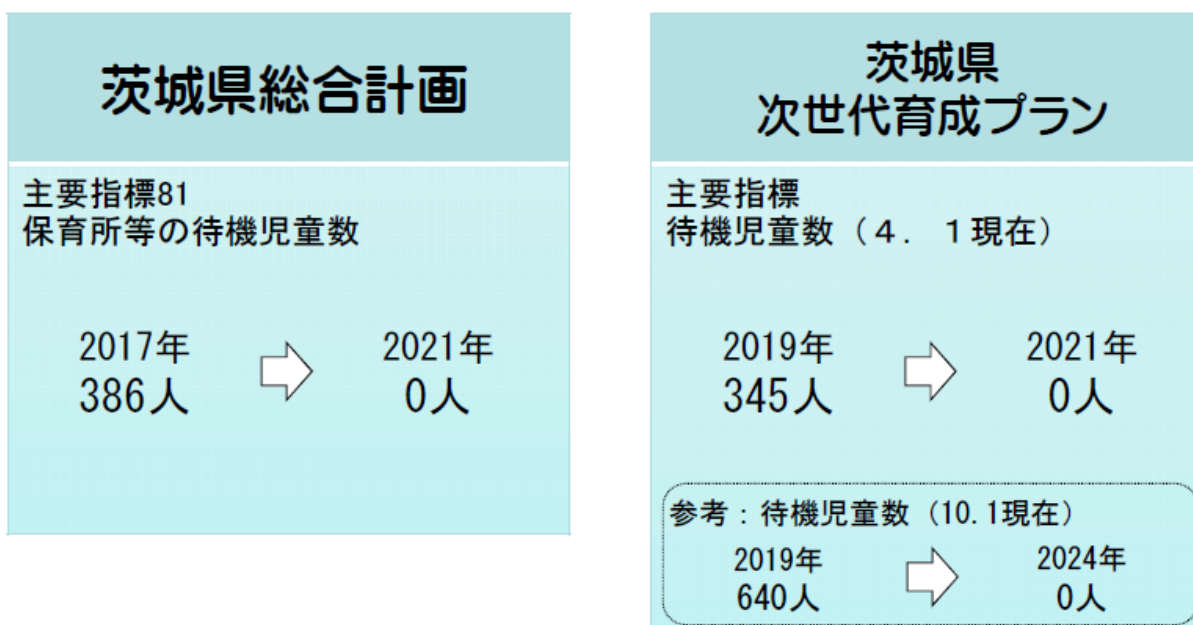 茨城県総合計画
主要指標81
保育所等の待機児童数
2017年
386人
2021年
0人
茨城県
次世代育成プラン
主要指標
待機児童数(4. 1現在)
2019年
345人
2021年
0人
参考:待機児童数(10.1現在)
2019年
640人
2024年
0人